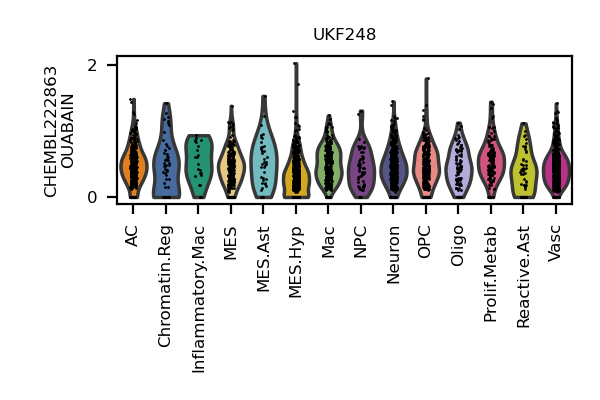 UKF248
CHEMBL222863
OUABAIN
2
0
AC
Chromatin.Reg
Inflammatory.Mac
MES
MES.Ast
MES.Hyp
Mac
NPC
Neuron
OPC
Oligo
Prolif.Metab
Reactive.Ast
Vasc